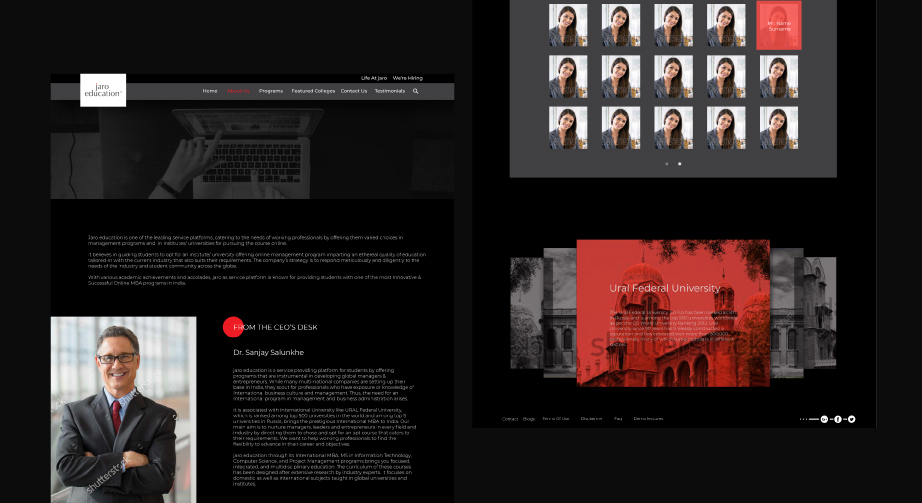 Life At Jaro We're Hiring
jaro
education
Home About Us Programs Featured Colleges Contact Us Testimonials
Jaro education is one of the leading service platforms, catering to the needs of working professionals by offering them varied choices in
management programs and in institutes/ universities for pursuing the course online.
It believes in guiding students to opt for an institute/ university offering online management program imparting an ethereal quality of education
tailored in with the current industry that also suits their requirements. The company's strategy is to respond meticulously and diligently to the
needs of the industry and student community across the globe.
With various academic achievements and accolades, jaro as service platform is known for providing students with one of the most innovative &
Successful Online MBA programs in India.
FROM THE CEO'S DESK
Dr. Sanjay Salunkhe
jaro education is a service providing platform for students by offering
programs that are instrumental in developing global managers &
entrepreneurs. While many multi-national companies are setting up their
base in India, they scout for professionals who have exposure or knowledge of
international business culture and management. Thus, the need for an
International program in management and business administration arises.
It is associated with International University like URAL Federal University,
which is ranked among top 500 universities in the world and among top 5
universities in Russia, brings the prestigious International MBA to India. Our
main aim is to nurture managers, leaders and entrepreneurs in every field and
industry by directing them to chose and opt for an opt course that caters to
their requirements. We want to help working professionals to find the
flexibility to advance in their career and objectives.
jaro education through its International MBA, MS in Information Technology,
Computer Science, and Project Management programs brings you focused,
integrated, and multidisciplinary education. The curriculum of these courses
has been designed after extensive research by industry experts. It focuses on
domestic as well as international subjects taught in global universities and
institutes.
shutterst
Name
Surname
Ural Federal University
shutterst
Contact Blogs Terms Of Use Disclaimer Faq Demo lectures